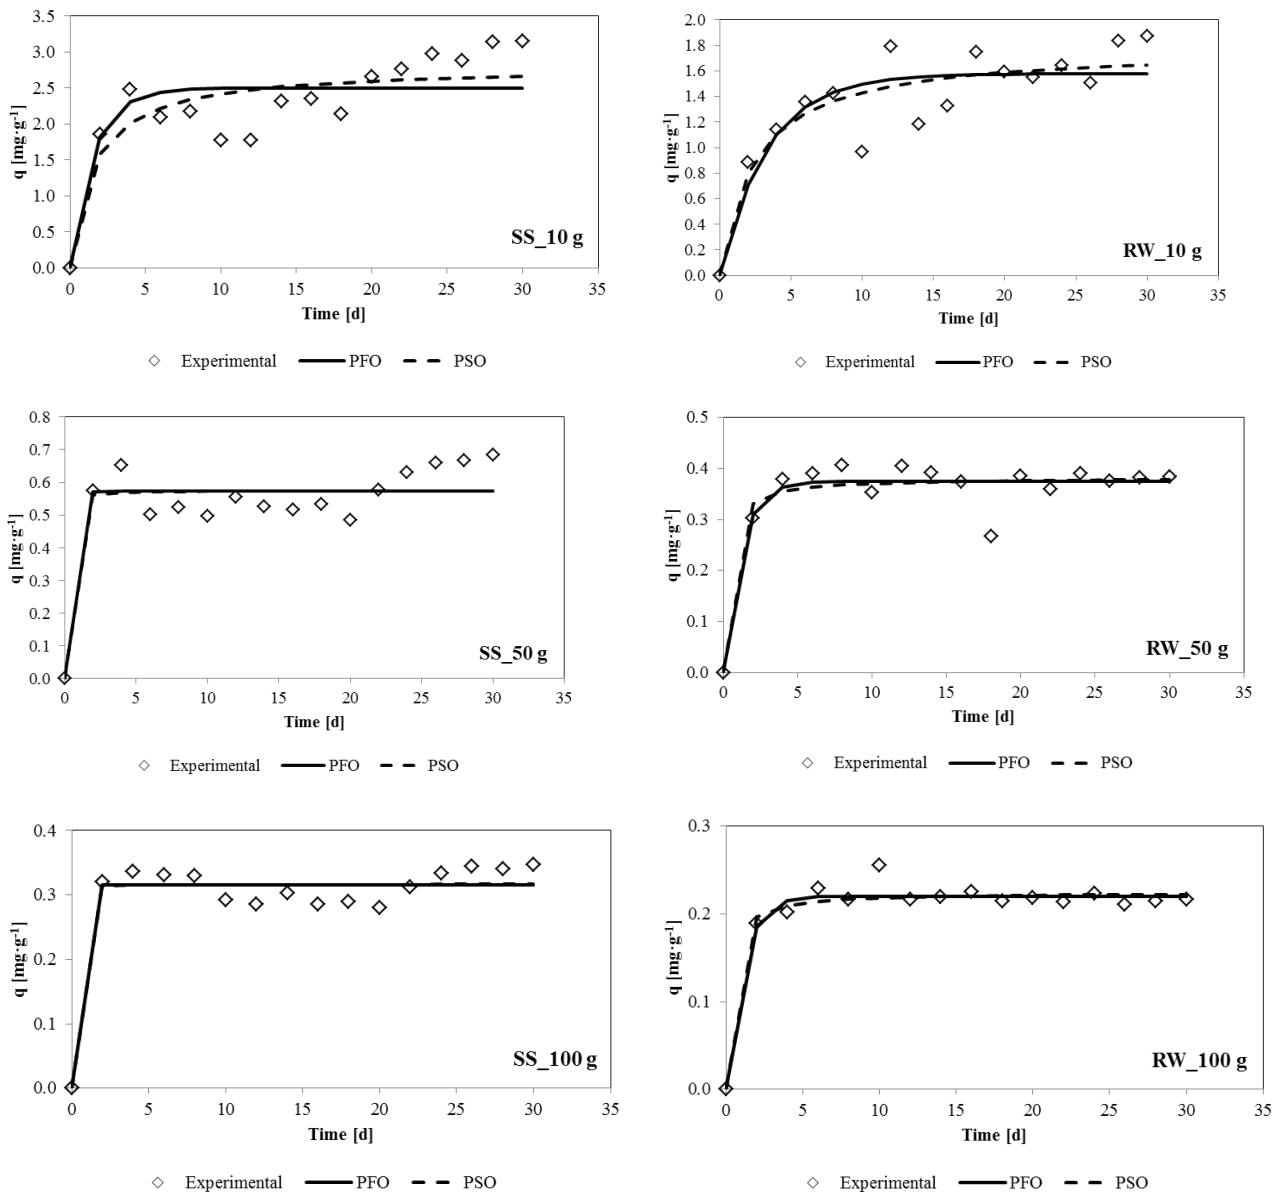 3.5
3.0
2.5
2.0
1.5
1.0
0.5
0.0
q [mg·g-1]
SS_10 g
0 5 10 15 20 25 30 35
Time [d]
Experimental PFO PSO
2.0
1.8
1.6
1.4
1.2
1.0
0.8
0.6
0.4
0.2
0.0
q [mg·g-1]
RW_10 g
0 5 10 15 20 25 30 35
Time [d]
Experimental PFO PSO
0.8
0.7
0.6
0.5
0.4
0.3
0.2
0.1
0.0
q [mg·g-1]
SS_50 g
0 5 10 15 20 25 30 35
Time [d]
Experimental PFO PSO
0.5
0.4
0.3
0.2
0.1
0.0
q [mg·g-1]
RW_50 g
0 5 10 15 20 25 30 35
Time [d]
Experimental PFO PSO
0.4
0.3
0.2
0.1
0.0
q [mg·g-1]
SS_100 g
0 5 10 15 20 25 30 35
Time [d]
Experimental PFO PSO
0.3
0.2
0.1
0.0
q [mg·g-1]
RW_100 g
0 5 10 15 20 25 30 35
Time [d]
Experimental PFO PSO